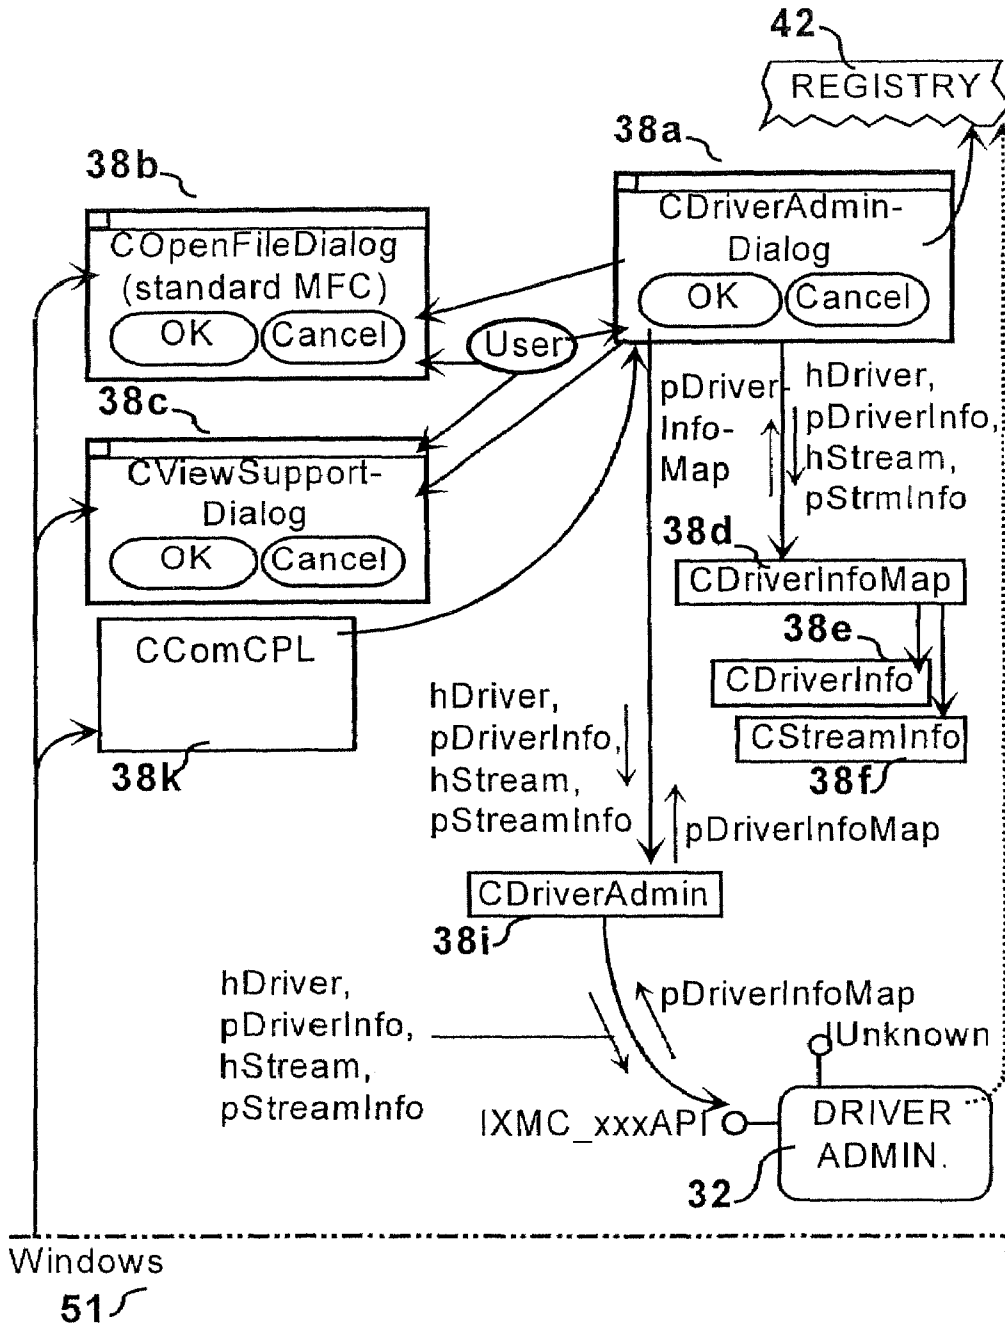 42
REGISTRY
38a
38b
CDriverAdmin-
Dialog
OK
Cancel
COpenFileDialog
(standard MFC)
OK
Cancel
User
38c
CViewSupport-
Dialog
OK
Cancel
pDriver-
Info-
Map
hDriver,
pDriverInfo,
hStream,
pStrmInfo
38d
CDriverInfoMap
38e
CDriverInfo
CStreamInfo
38f
CComCPL
38k
hDriver,
pDriverInfo,
hStream,
pStreamInfo
pDriverInfoMap
CDriverAdmin
38i
hDriver,
pDriverInfo,
hStream,
pStreamInfo
pDriverInfoMap
IUnknown
IXMC_xxxAPI
DRIVER
ADMIN.
32
Windows
51